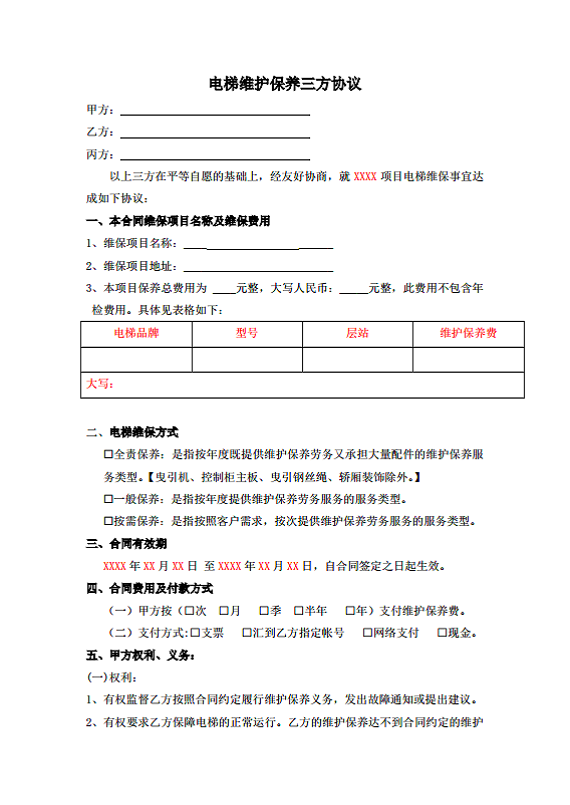 电梯维护保养三方协议
甲方：
乙方：
丙方：
以上三方在平等自愿的基础上，经友好协商，就 XXXX 项目电梯维保事宜达
成如下协议：
一、本合同维保项目名称及维保费用
1、维保项目名称：
2、维保项目地址：
3、本项目保养总费用为 ____元整，大写人民币：_____元整，此费用不包含年
检费用。具体见表格如下：
电梯品牌 型号 层站 维护保养费
大写：
二、电梯维保方式
□全责保养：是指按年度既提供维护保养劳务又承担大量配件的维护保养服
务类型。【曳引机、控制柜主板、曳引钢丝绳、轿厢装饰除外。】
□一般保养：是指按年度提供维护保养劳务服务的服务类型。
□按需保养：是指按照客户需求，按次提供维护保养劳务服务的服务类型。
三、合同有效期
XXXX 年 XX 月 XX 日 至 XXXX 年 XX 月 XX 日，自合同签定之日起生效。
四、合同费用及付款方式
（一）甲方按（□次 □月 □季 □半年 □年）支付维护保养费。
（二）支付方式：□支票 □汇到乙方指定帐号 □网络支付 □现金。
五、甲方权利、义务：
(一)权利：
1、有权监督乙方按照合同约定履行维护保养义务，发出故障通知或提出建议。
2、有权要求乙方保障电梯的正常运行。乙方的维护保养达不到合同约定的维护